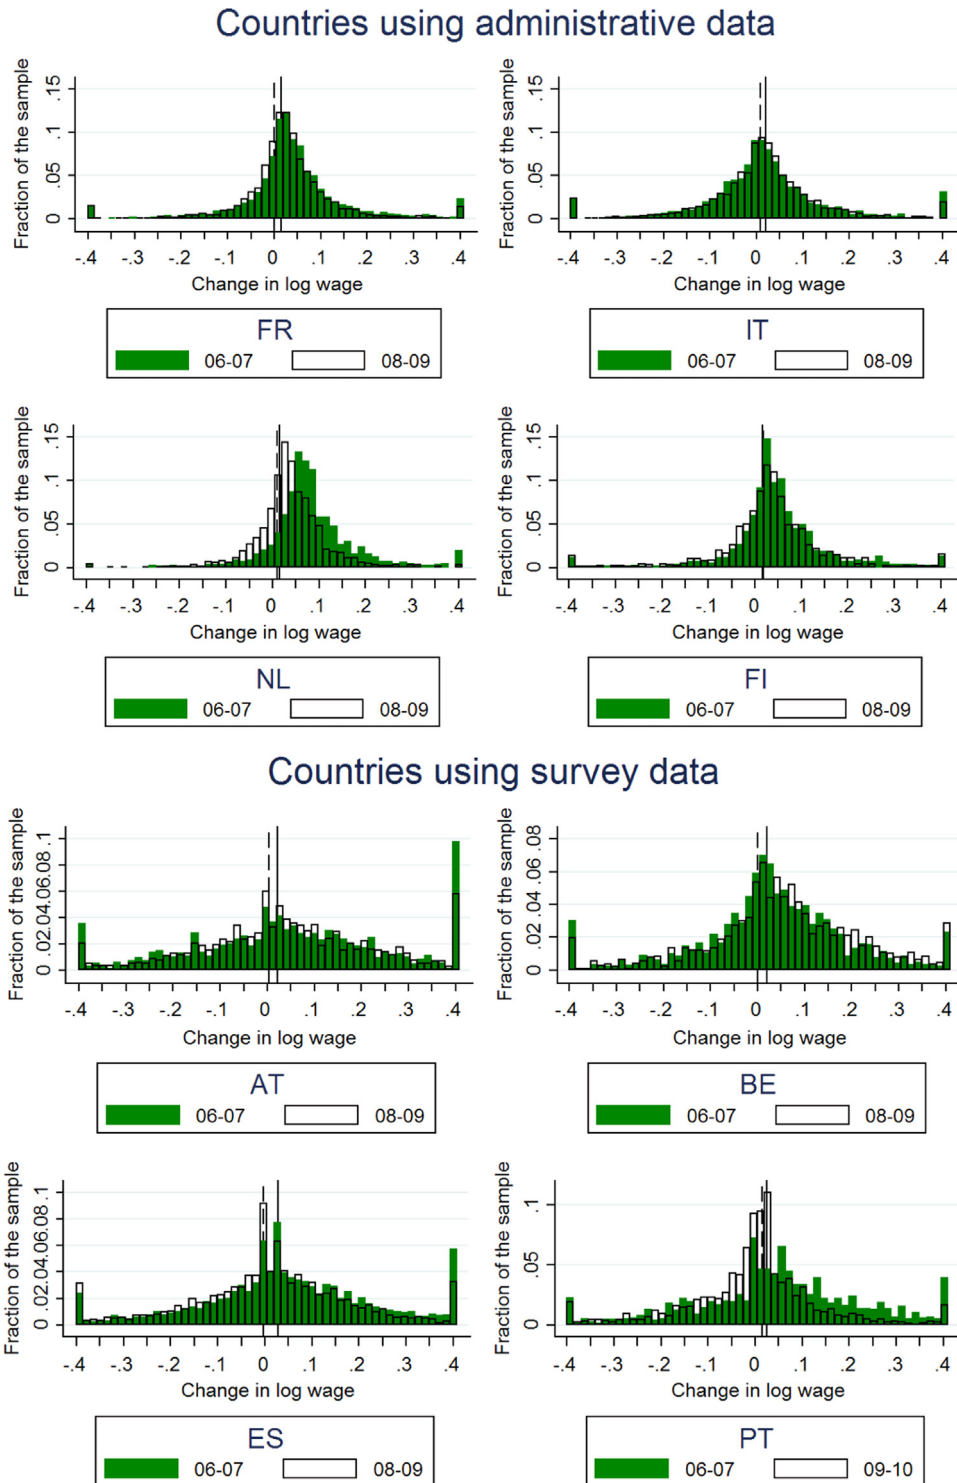 Countries using administrative data
Fraction of the sample
0 .05 .1 .15
-.4 -.3 -.2 -.1 0 .1 .2 .3 .4
Change in log wage
FR
06-07 08-09
Fraction of the sample
0 .05 .1 .15
-.4 -.3 -.2 -.1 0 .1 .2 .3 .4
Change in log wage
IT
06-07 08-09
Fraction of the sample
0 .05 .1 .15
-.4 -.3 -.2 -.1 0 .1 .2 .3 .4
Change in log wage
NL
06-07 08-09
Fraction of the sample
0 .05 .1 .15
-.4 -.3 -.2 -.1 0 .1 .2 .3 .4
Change in log wage
FI
06-07 08-09
Countries using survey data
Fraction of the sample
0 .02 .04 .06 .08 .1
-.4 -.3 -.2 -.1 0 .1 .2 .3 .4
Change in log wage
AT
06-07 08-09
Fraction of the sample
0 .02 .04 .06 .08
-.4 -.3 -.2 -.1 0 .1 .2 .3 .4
Change in log wage
BE
06-07 08-09
Fraction of the sample
0 .02 .04 .06 .08 .1
-.4 -.3 -.2 -.1 0 .1 .2 .3 .4
Change in log wage
ES
06-07 08-09
Fraction of the sample
0 .05 .1
-.4 -.3 -.2 -.1 0 .1 .2 .3 .4
Change in log wage
PT
06-07 09-10